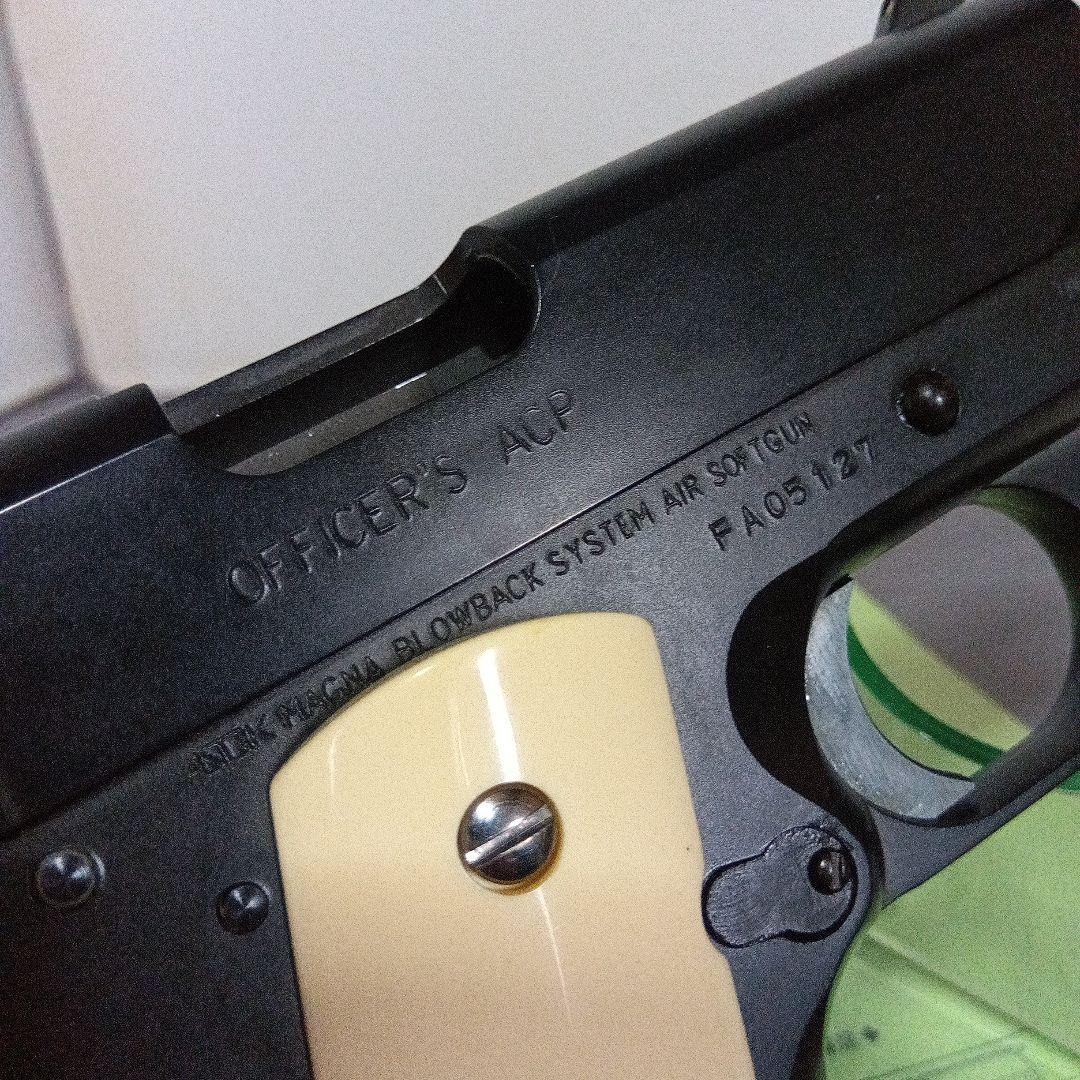 OFFICER'S ACP
MAGNA BLOWBACK SYSTEM AIR SOFTGUN
FA05127